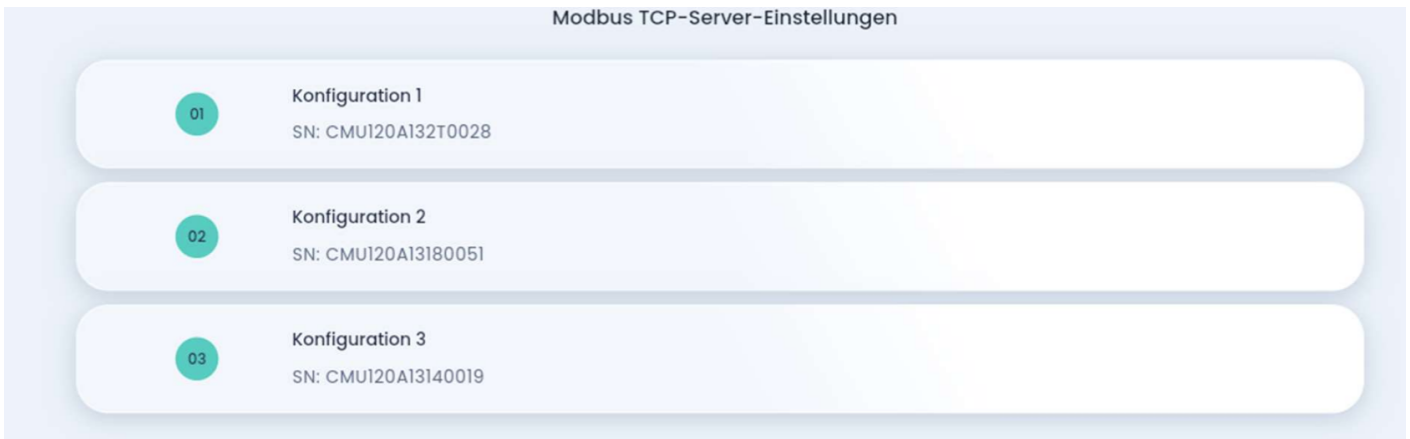 Modbus TCP-Server-Einstellungen
01
Konfiguration 1
SN: CMU120A132T0028
02
Konfiguration 2
SN: CMU120A13180051
03
Konfiguration 3
SN: CMU120A13140019